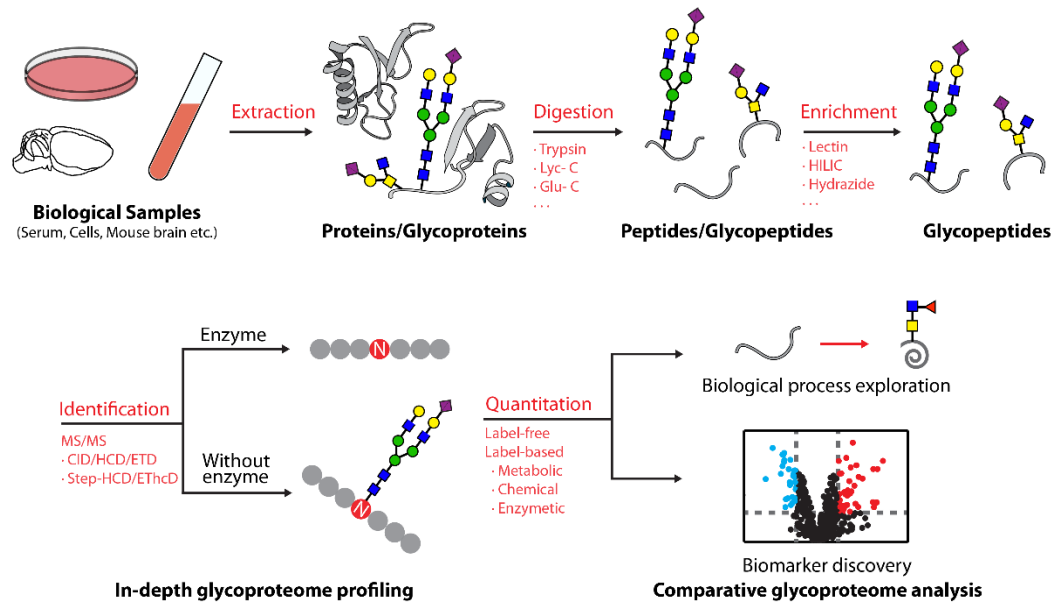 Extraction
Digestion
· Trypsin
· Lyc- C
· Glu- C
· · ·
Enrichment
· Lectin
· HILIC
· Hydrazide
· · ·
Biological Samples
(Serum, Cells, Mouse brain etc.)
Proteins/Glycoproteins
Peptides/Glycopeptides
Glycopeptides
Identification
MS/MS
· CID/HCD/ETD
· Step-HCD/EThcD
Enzyme
N
Without
enzyme
N
Quantitation
Label-free
Label-based
· Metabolic
· Chemical
· Enzymetic
Biological process exploration
Biomarker discovery
In-depth glycoproteome profiling
Comparative glycoproteome analysis